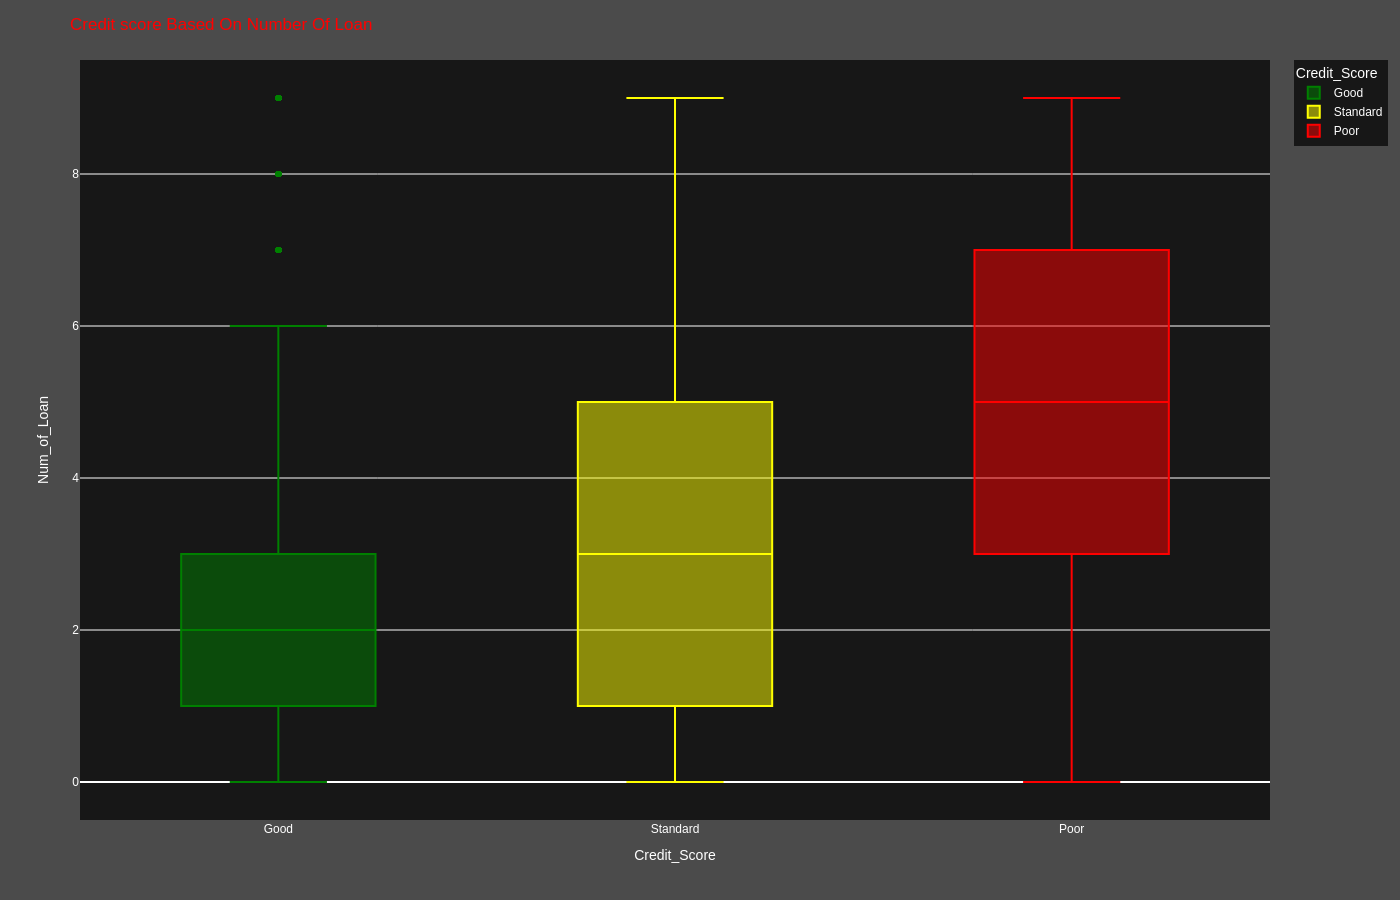 Credit score Based On Number Of Loan
Credit_Score
Good
Standard
Poor
Num_of_Loan
8
6
4
2
0
Good
Standard
Poor
Credit_Score